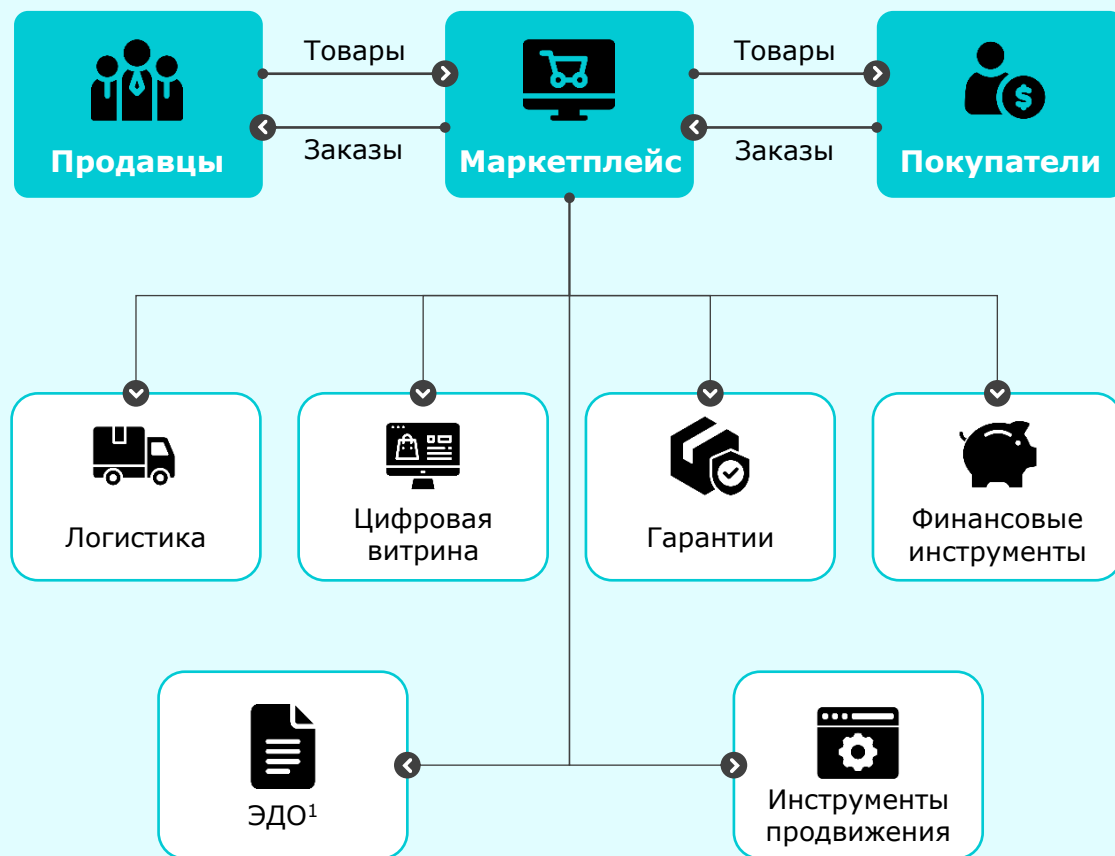 Товары
Товары
Заказы
Заказы
Продавцы
Маркетплейс
Покупатели
$
Логистика
Цифровая
витрина
Гарантии
Финансовые
инструменты
ЭДО¹
Инструменты
продвижения